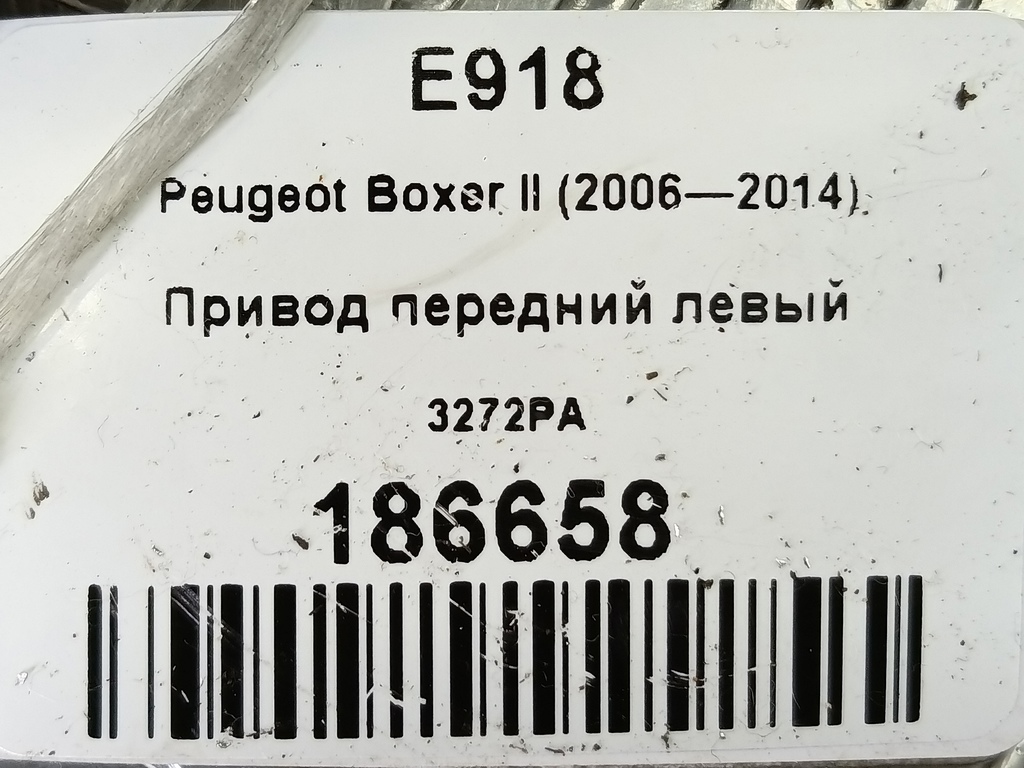 E918
Peugeot Boxer II (2006—2014)
Привод передний левый
3272PA
186658